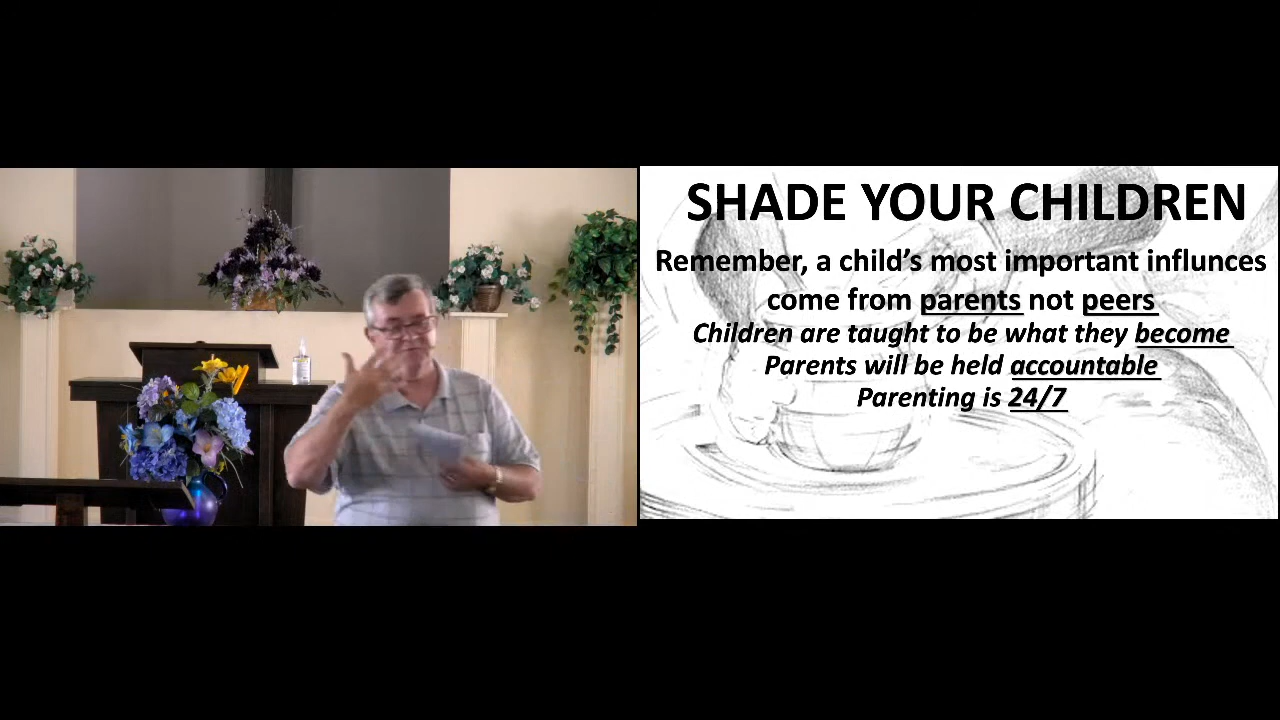 SHADE YOUR CHILDREN
Remember, a child's most important influnces
come from parents not peers
Children are taught to be what they become
Parents will be held accountable
Parenting is 24/7